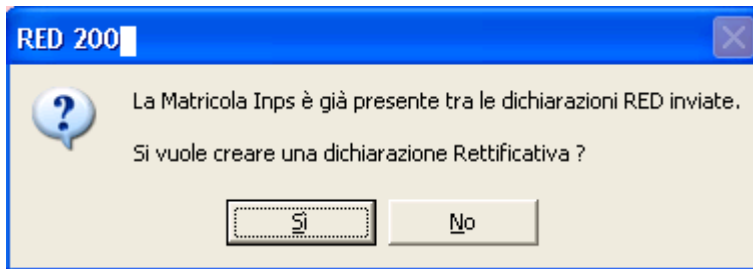 RED 200
La Matricola Inps è già presente tra le dichiarazioni RED inviate.
Si vuole creare una dichiarazione Rettificativa ?
Sì
No